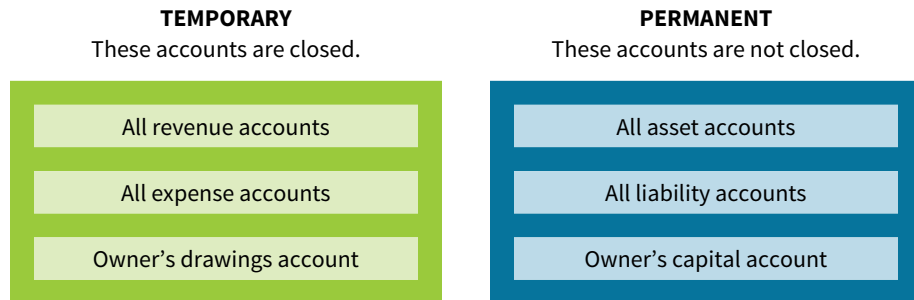 TEMPORARY
These accounts are closed.
All revenue accounts
All expense accounts
Owner’s drawings account
PERMANENT
These accounts are not closed.
All asset accounts
All liability accounts
Owner’s capital account